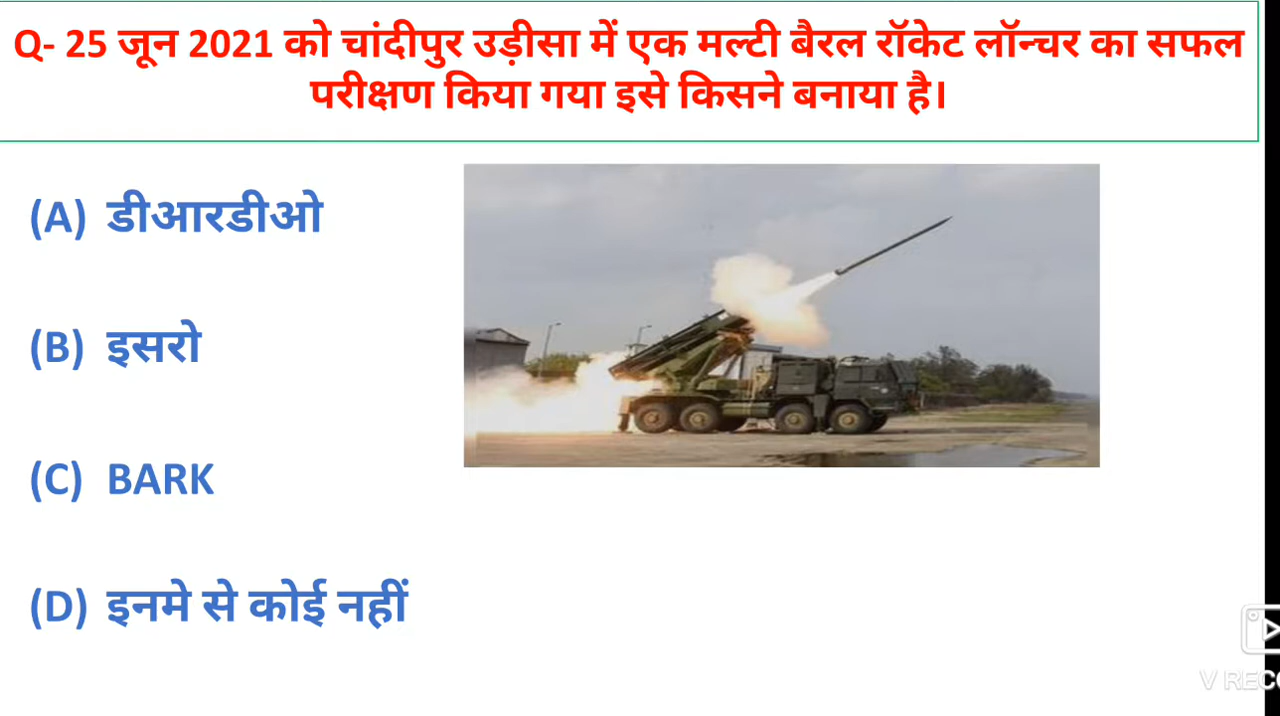 Q- 25 जून 2021 को चांदीपुर उड़ीसा में एक मल्टी बैरल रॉकेट लॉन्चर का सफल
परीक्षण किया गया इसे किसने बनाया है।
(A) डीआरडीओ
(B) इसरो
(C) BARK
(D) इनमे से कोई नहीं